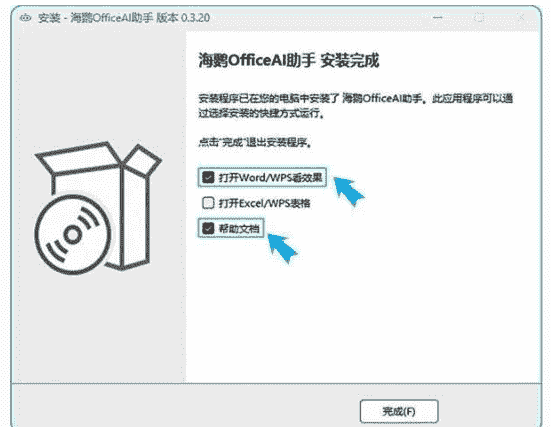 安装 - 海鹦OfficeAI助手 版本 0.3.20
海鹦OfficeAI助手 安装完成
安装程序已在您的电脑中安装了 海鹦OfficeAI助手。此应用程序可以通
过选择安装的快捷方式运行。
点击“完成”退出安装程序。
打开Word/WPS看效果
打开Excel/WPS表格
帮助文档
完成(F)